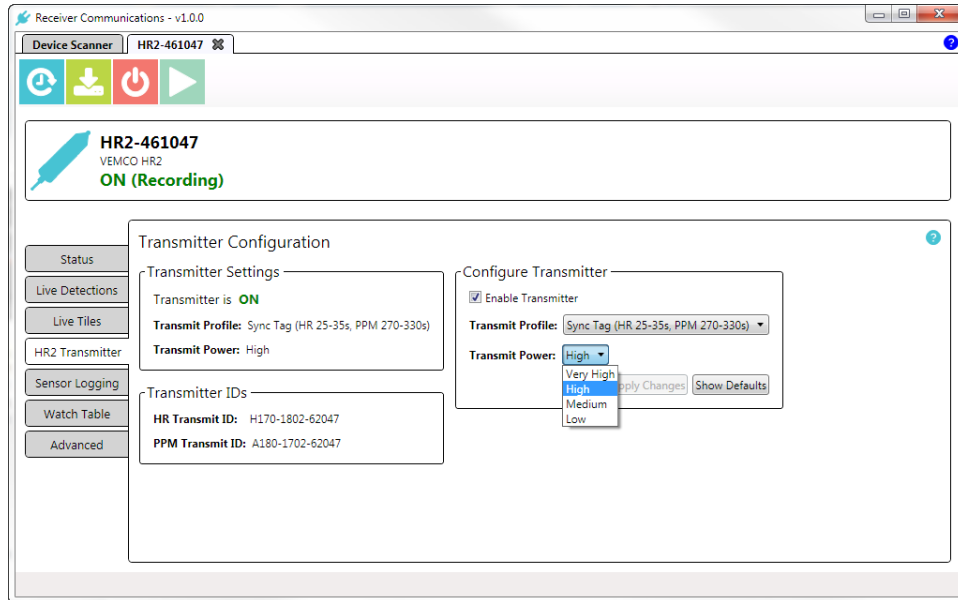 Receiver Communications - v1.0.0
Device Scanner
HR2-461047
?
HR2-461047
VEMCO HR2
ON (Recording)
Status
Live Detections
Live Tiles
HR2 Transmitter
Sensor Logging
Watch Table
Advanced
Transmitter Configuration
?
Transmitter Settings
Transmitter is ON
Transmit Profile: Sync Tag (HR 25-35s, PPM 270-330s)
Transmit Power: High
Transmitter IDs
HR Transmit ID: H170-1802-62047
PPM Transmit ID: A180-1702-62047
Configure Transmitter
Enable Transmitter
Transmit Profile: Sync Tag (HR 25-35s, PPM 270-330s)
Transmit Power: High
Very High
High
Medium
Low
Changes
Show Defaults